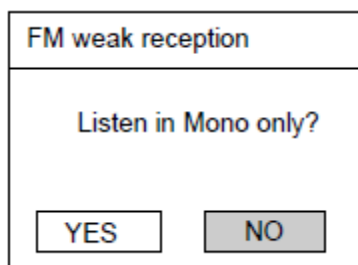 FM weak reception
Listen in Mono only?
YES NO